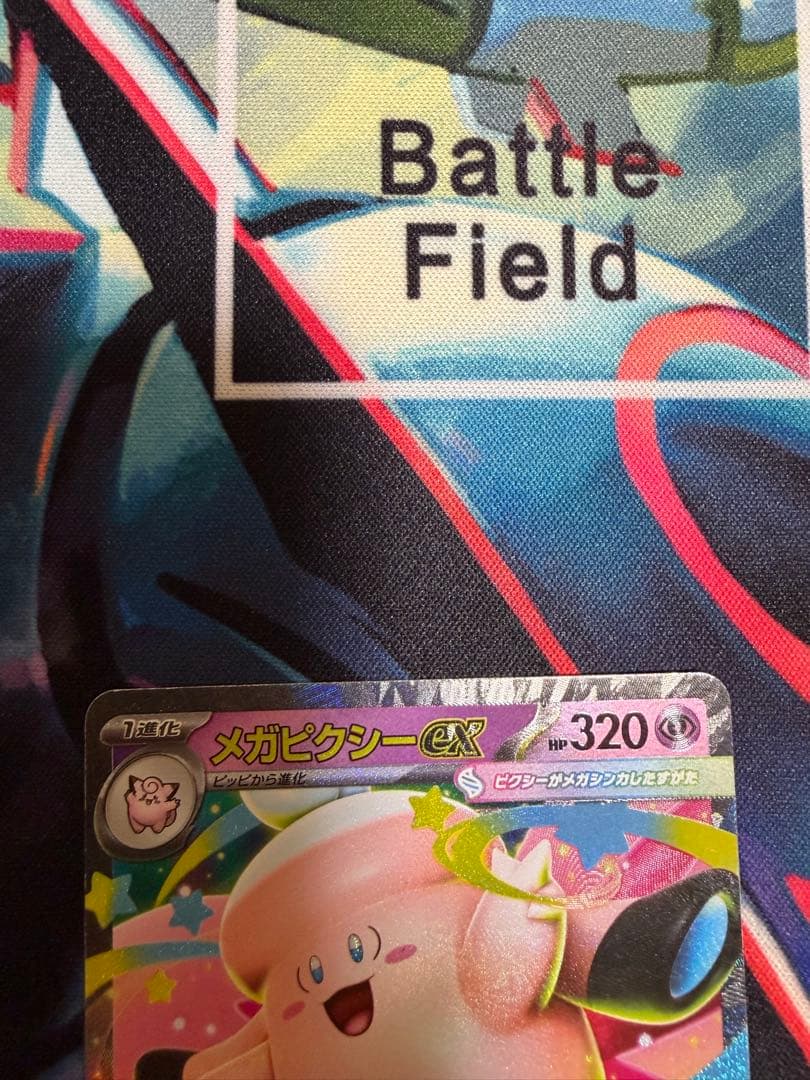 Battle
Field
1進化
メガピクシーex
HP320
ピッピから進化
ピクシーがメガシンカしたすがた